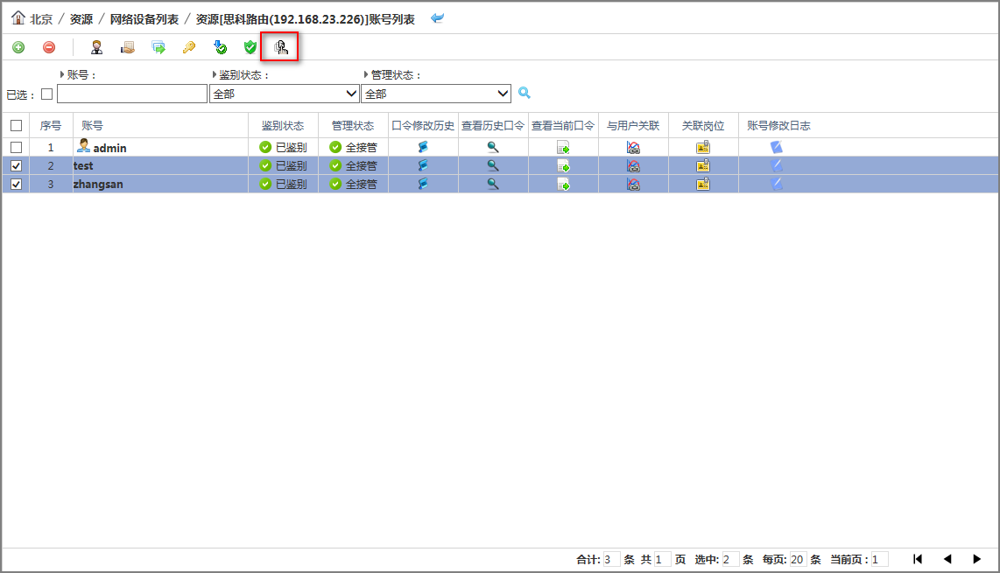 北京 / 资源 / 网络设备列表 / 资源[思科路由(192.168.23.226)]账号列表
账号： 鉴别状态： 管理状态：
已选： 全部 全部
序号 账号 鉴别状态 管理状态 口令修改历史 查看历史口令 查看当前口令 与用户关联 关联岗位 账号修改日志
1 admin 已鉴别 全接管
2 test 已鉴别 全接管
3 zhangsan 已鉴别 全接管
合计: 3 条 共 1 页 选中: 2 条 每页: 20 条 当前页: 1